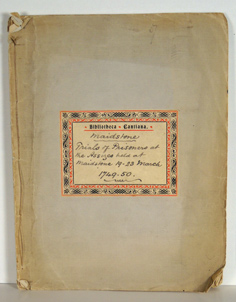 - Bibliotheca - Cantiana. -
Maidstone
Trials of Prisoners at
the Assizes held at
Maidstone 19-23 March
1749-50.